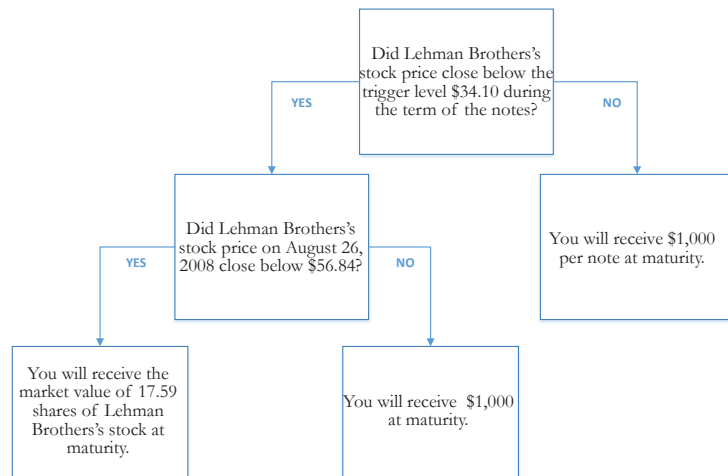 Did Lehman Brothers's
stock price close below the
trigger level $34.10 during
the term of the notes?
YES
NO
Did Lehman Brothers's
stock price on August 26,
2008 close below $56.84?
You will receive $1,000
per note at maturity.
YES
NO
You will receive the
market value of 17.59
shares of Lehman
Brothers's stock at
maturity.
You will receive $1,000
at maturity.